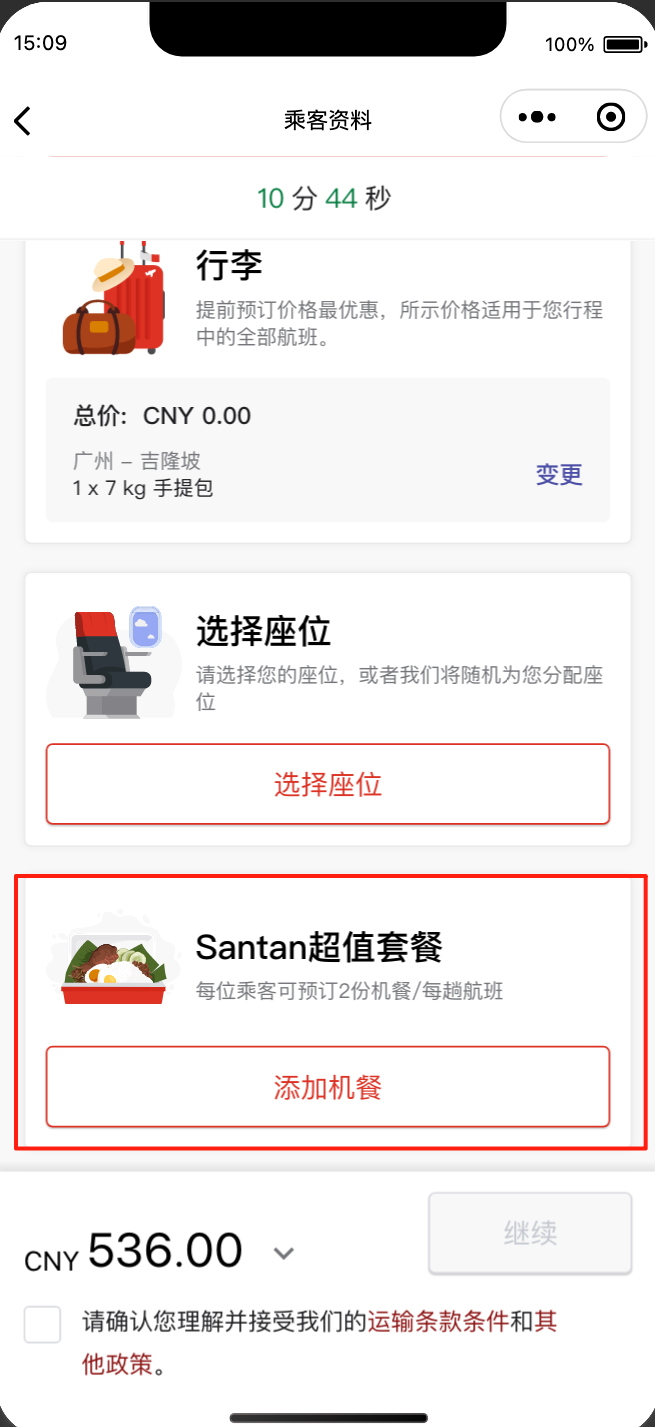 15:09
100%
乘客资料
10 分 44 秒
行李
提前预订价格最优惠，所示价格适用于您行程
中的全部航班。
总价: CNY 0.00
广州 – 吉隆坡
1 x 7 kg 手提包
变更
选择座位
请选择您的座位，或者我们将随机为您分配座
位
选择座位
Santan超值套餐
每位乘客可预订2份机餐/每趟航班
添加机餐
CNY 536.00
继续
请确认您理解并接受我们的运输条款条件和其
他政策。